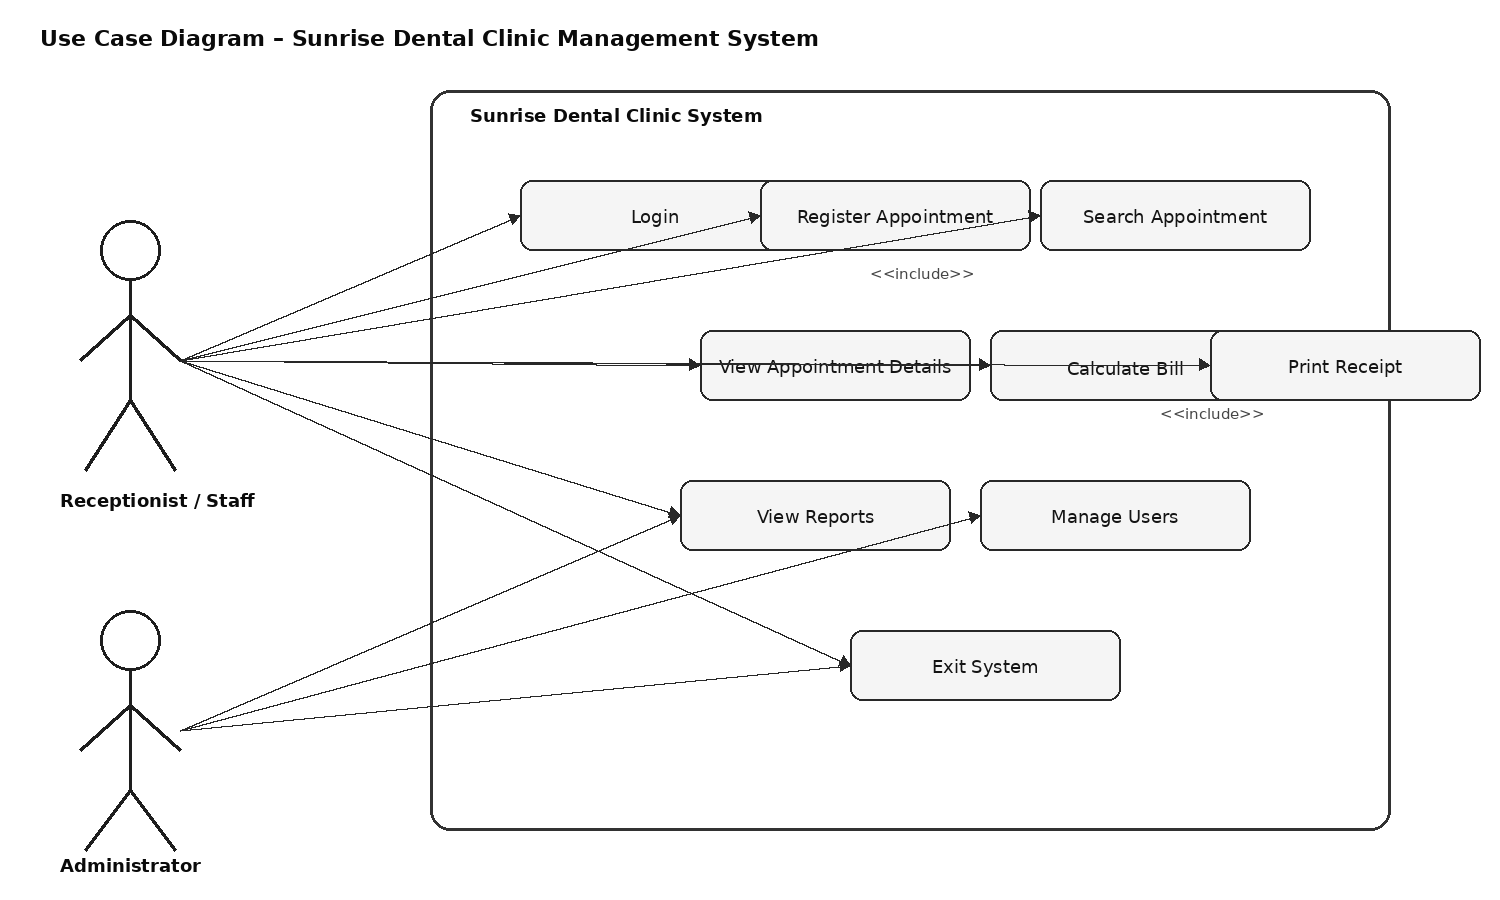 Use Case Diagram – Sunrise Dental Clinic Management System
Sunrise Dental Clinic System
Login
Register Appointment
Search Appointment
<<include>>
View Appointment Details
Calculate Bill
Print Receipt
<<include>>
Receptionist / Staff
View Reports
Manage Users
Exit System
Administrator